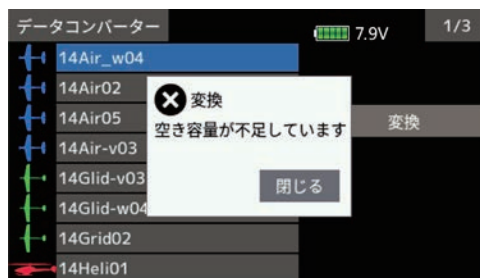 データコンバーター
7.9V
1/3
14Air_w04
14Air02
14Air05
14Air-v03
14Glid-v03
14Glid-w04
14Grid02
14Heli01
変換
変換
空き容量が不足しています
閉じる